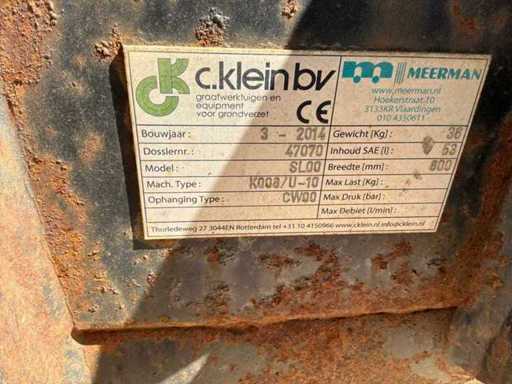 CK c.klein bv
graafwerktuigen en
equipment
voor grondverzet
CE
MEERMAN
www.meerman.nl
Hoekerstraat 10
3133KR Vlaardingen
010 4350611
Bouwjaar : 3 - 2014
Dossiernr. : 47070
Model : SL00
Mach. Type : K008/U-10
Ophanging Type : CW00
Gewicht [Kg] : 36
Inhoud SAE [l] : 53
Breedte [mm] : 800
Max Last [Kg] :
Max Druk [bar] :
Max Debiet [l/min] :
Thurledeweg 27 3044EN Rotterdam tel +31 10 4150966 www.cklein.nl info@cklein.nl